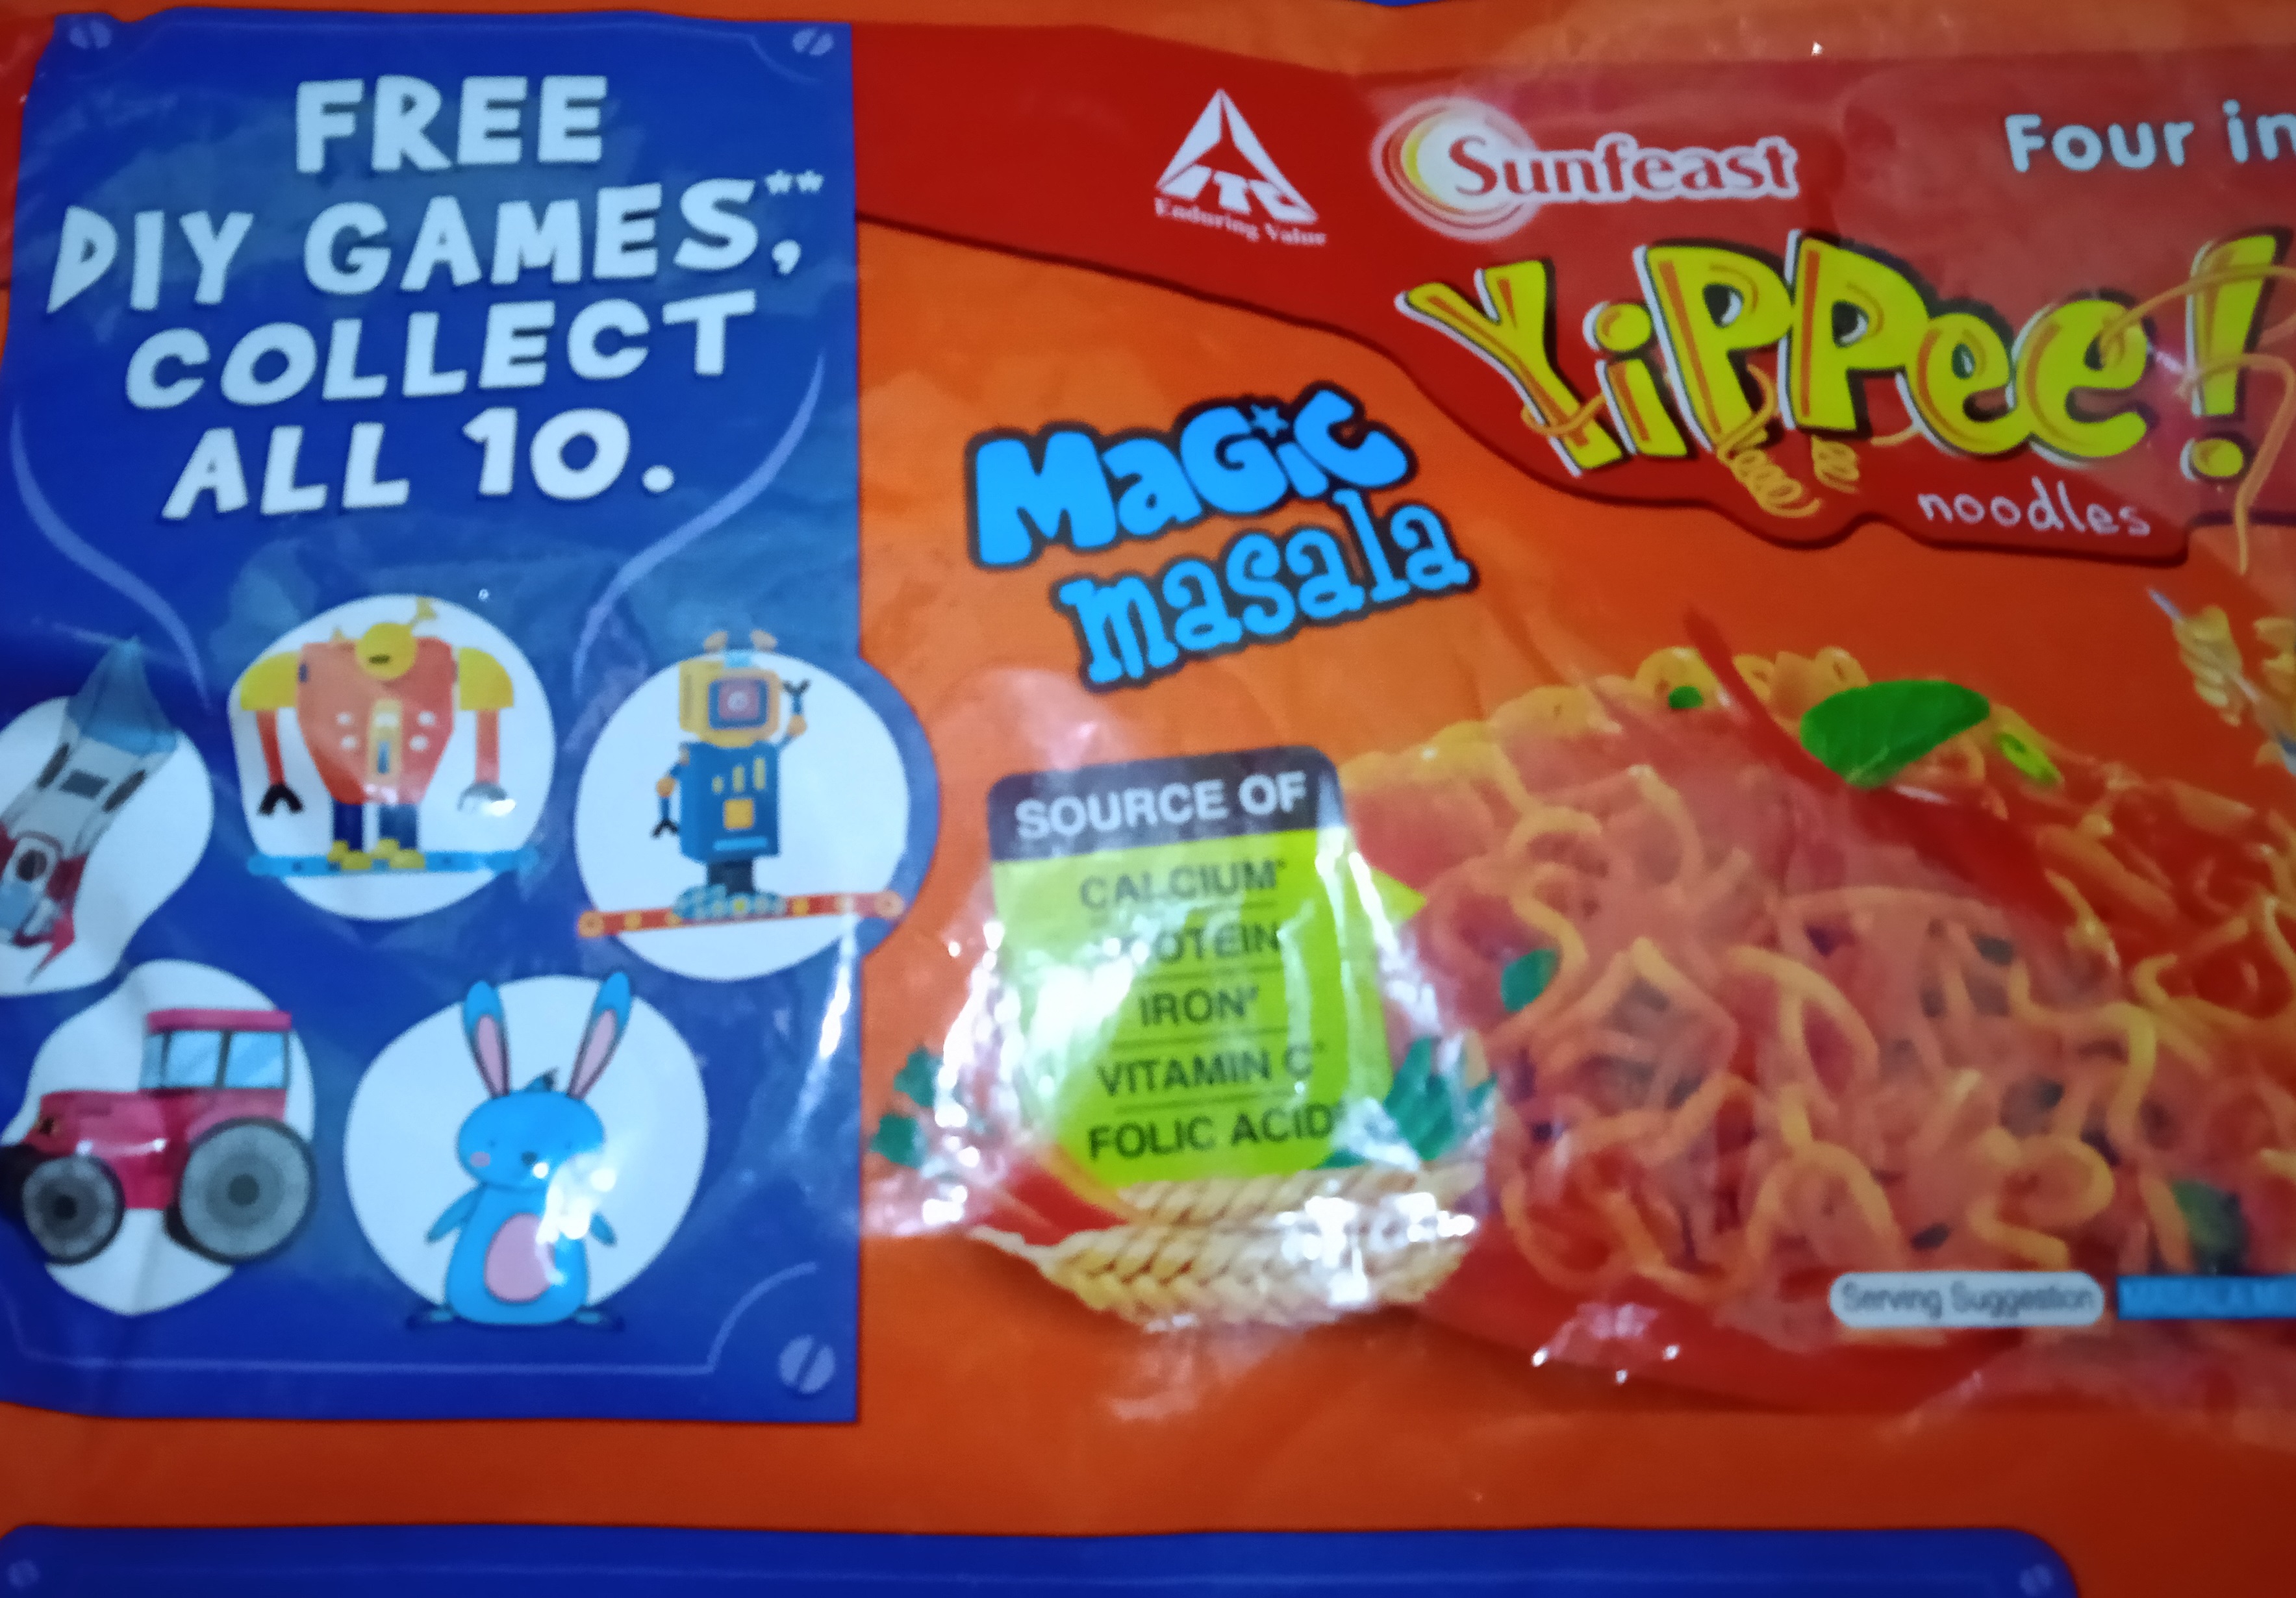 FREE
DIY GAMES,**
COLLECT
ALL 10.
ITC
Enduring Value
Sunfeast
Four in
YiPPee!
noodles
MaGic
masala
SOURCE OF
CALCIUM*
IRON#
VITAMIN C*
FOLIC ACID*
Serving Suggestion